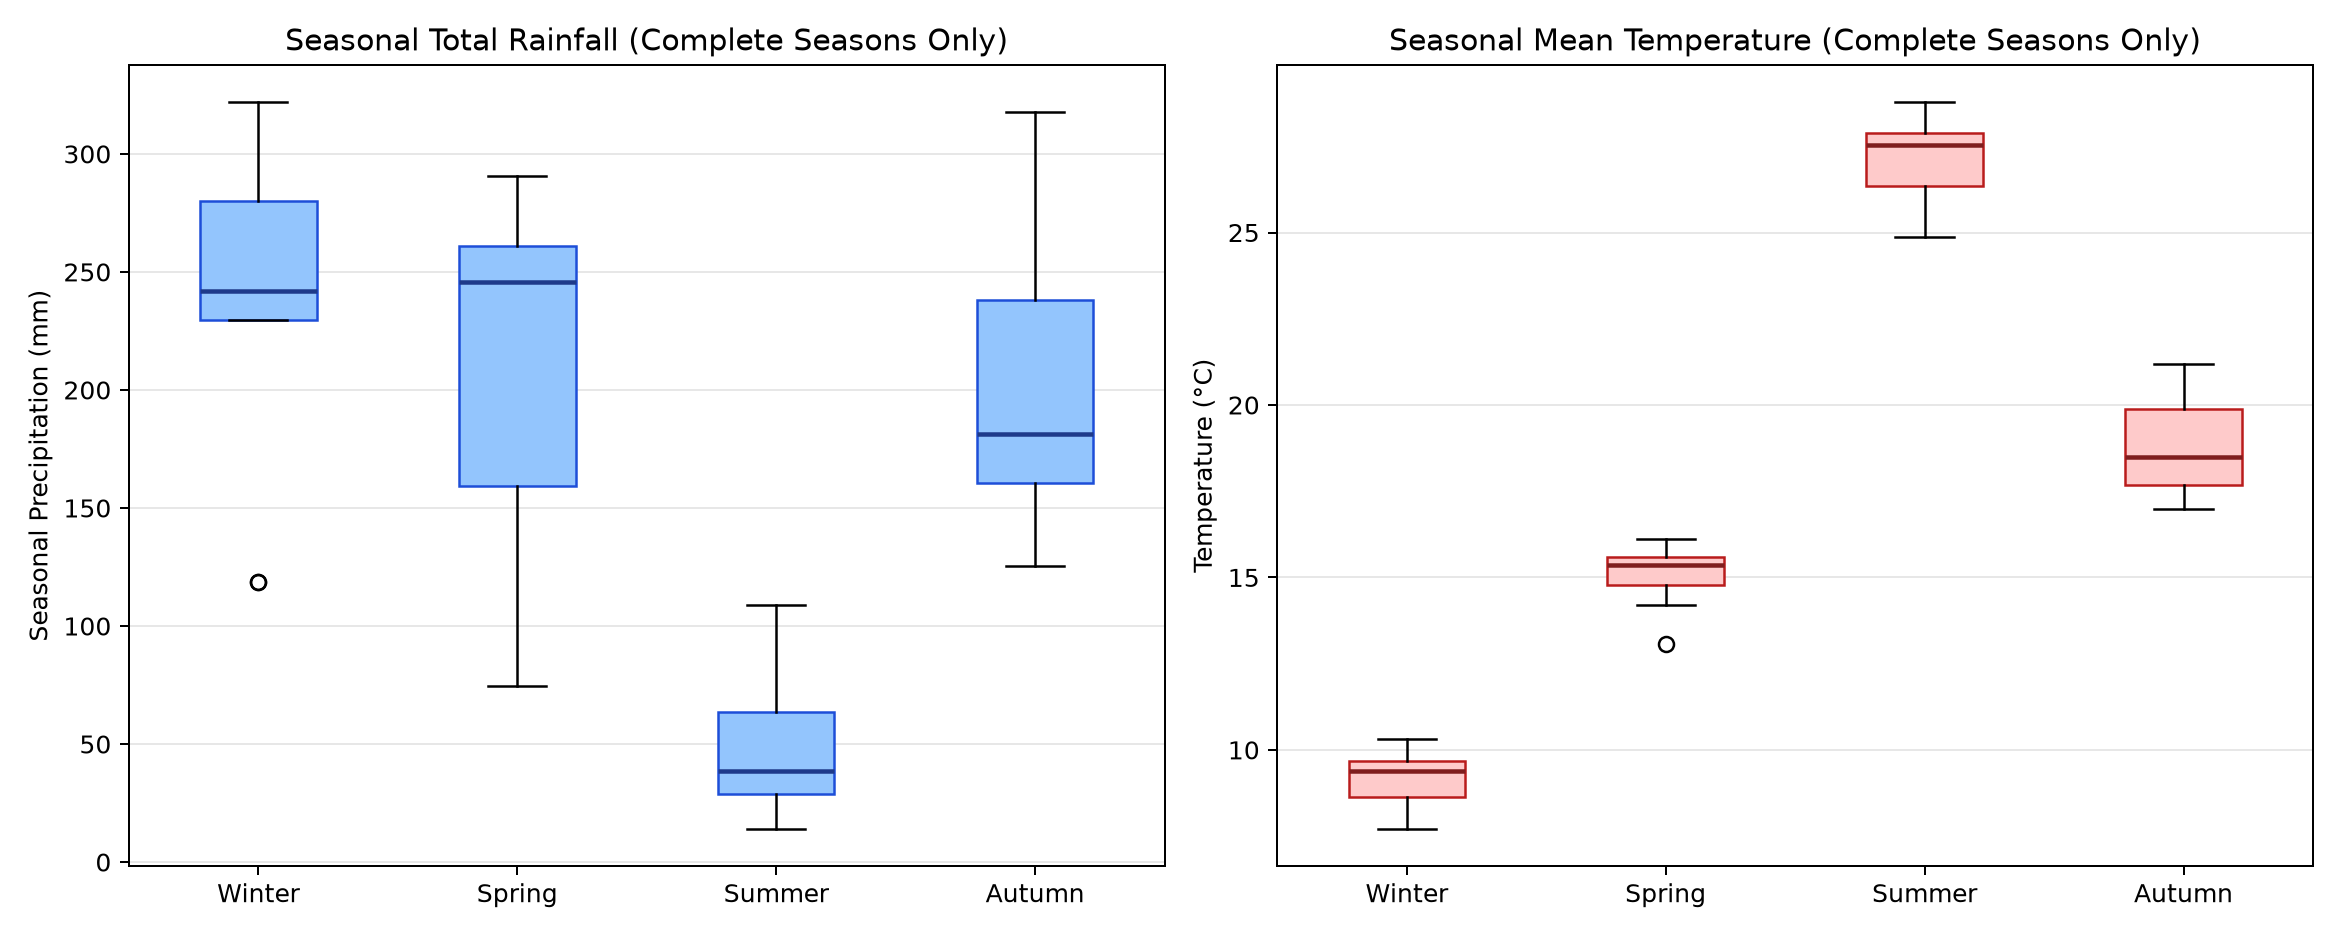 Seasonal Total Rainfall (Complete Seasons Only)
Seasonal Precipitation (mm)
300
250
200
150
100
50
0
Winter Spring Summer Autumn
Seasonal Mean Temperature (Complete Seasons Only)
Temperature (°C)
25
20
15
10
Winter Spring Summer Autumn